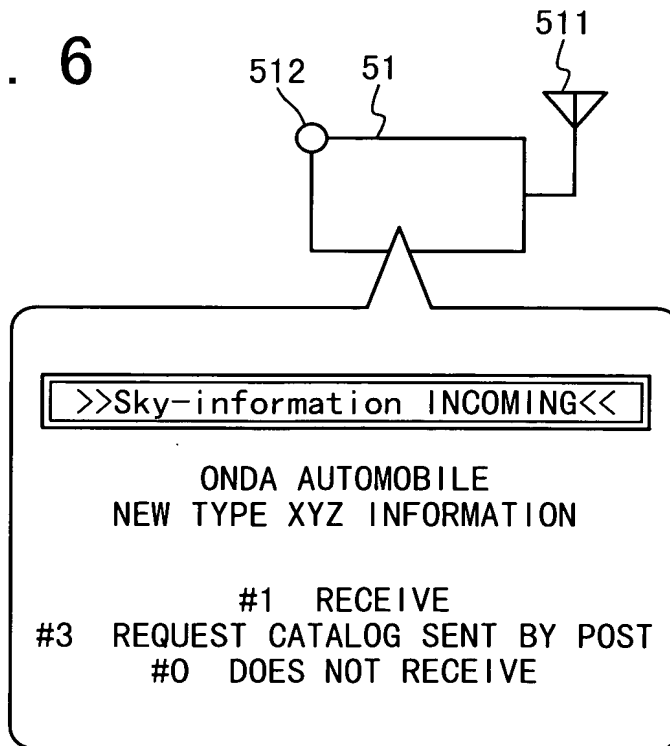 . 6
512 51 511
>>Sky-information INCOMING<<
ONDA AUTOMOBILE
NEW TYPE XYZ INFORMATION
#1 RECEIVE
#3 REQUEST CATALOG SENT BY POST
#0 DOES NOT RECEIVE